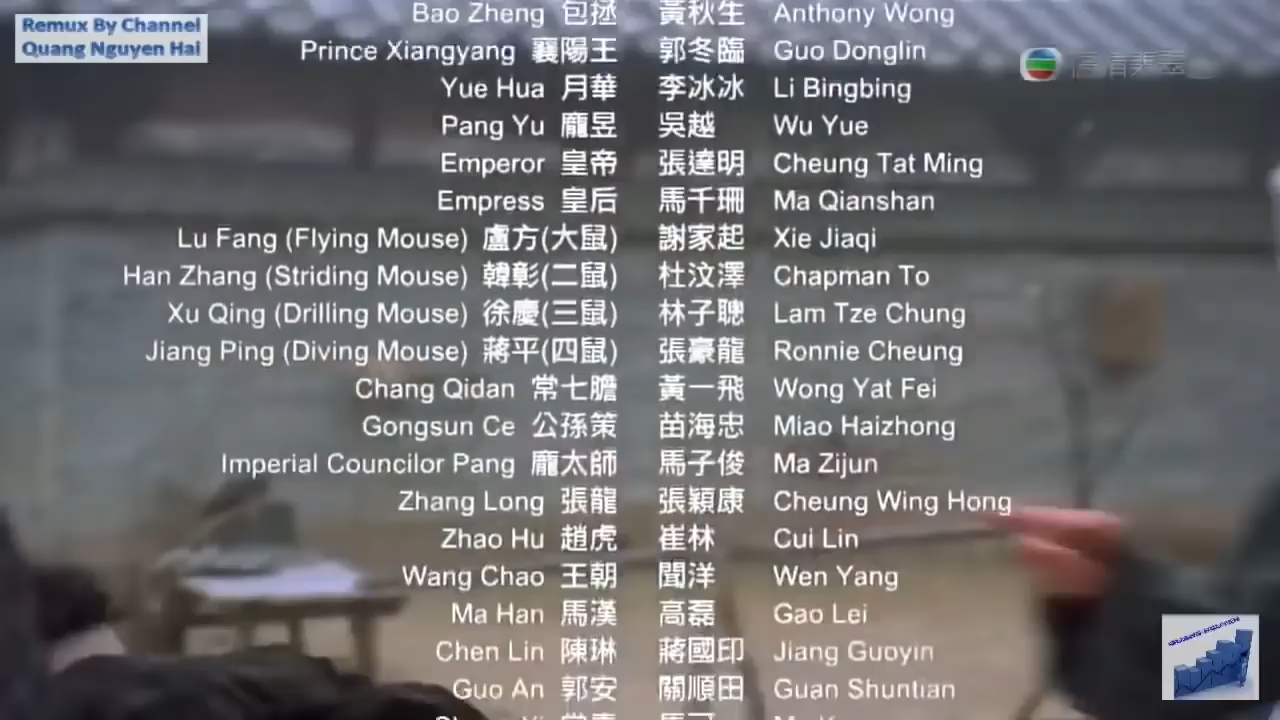 Remux By Channel
Quang Nguyen Hai
Bao Zheng 包拯 黃秋生 Anthony Wong
Prince Xiangyang 襄陽王 郭冬臨 Guo Donglin
Yue Hua 月華 李冰冰 Li Bingbing
Pang Yu 龐昱 吳越 Wu Yue
Emperor 皇帝 張達明 Cheung Tat Ming
Empress 皇后 馬千珊 Ma Qianshan
Lu Fang (Flying Mouse) 盧方(大鼠) 謝家起 Xie Jiaqi
Han Zhang (Striding Mouse) 韓彰(二鼠) 杜汶澤 Chapman To
Xu Qing (Drilling Mouse) 徐慶(三鼠) 林子聰 Lam Tze Chung
Jiang Ping (Diving Mouse) 蔣平(四鼠) 張豪龍 Ronnie Cheung
Chang Qidan 常七膽 黃一飛 Wong Yat Fei
Gongsun Ce 公孫策 苗海忠 Miao Haizhong
Imperial Councilor Pang 龐太師 馬子俊 Ma Zijun
Zhang Long 張龍 張穎康 Cheung Wing Hong
Zhao Hu 趙虎 崔林 Cui Lin
Wang Chao 王朝 聞洋 Wen Yang
Ma Han 馬漢 高磊 Gao Lei
Chen Lin 陳琳 蔣國印 Jiang Guoyin
Guo An 郭安 關順田 Guan Shuntian